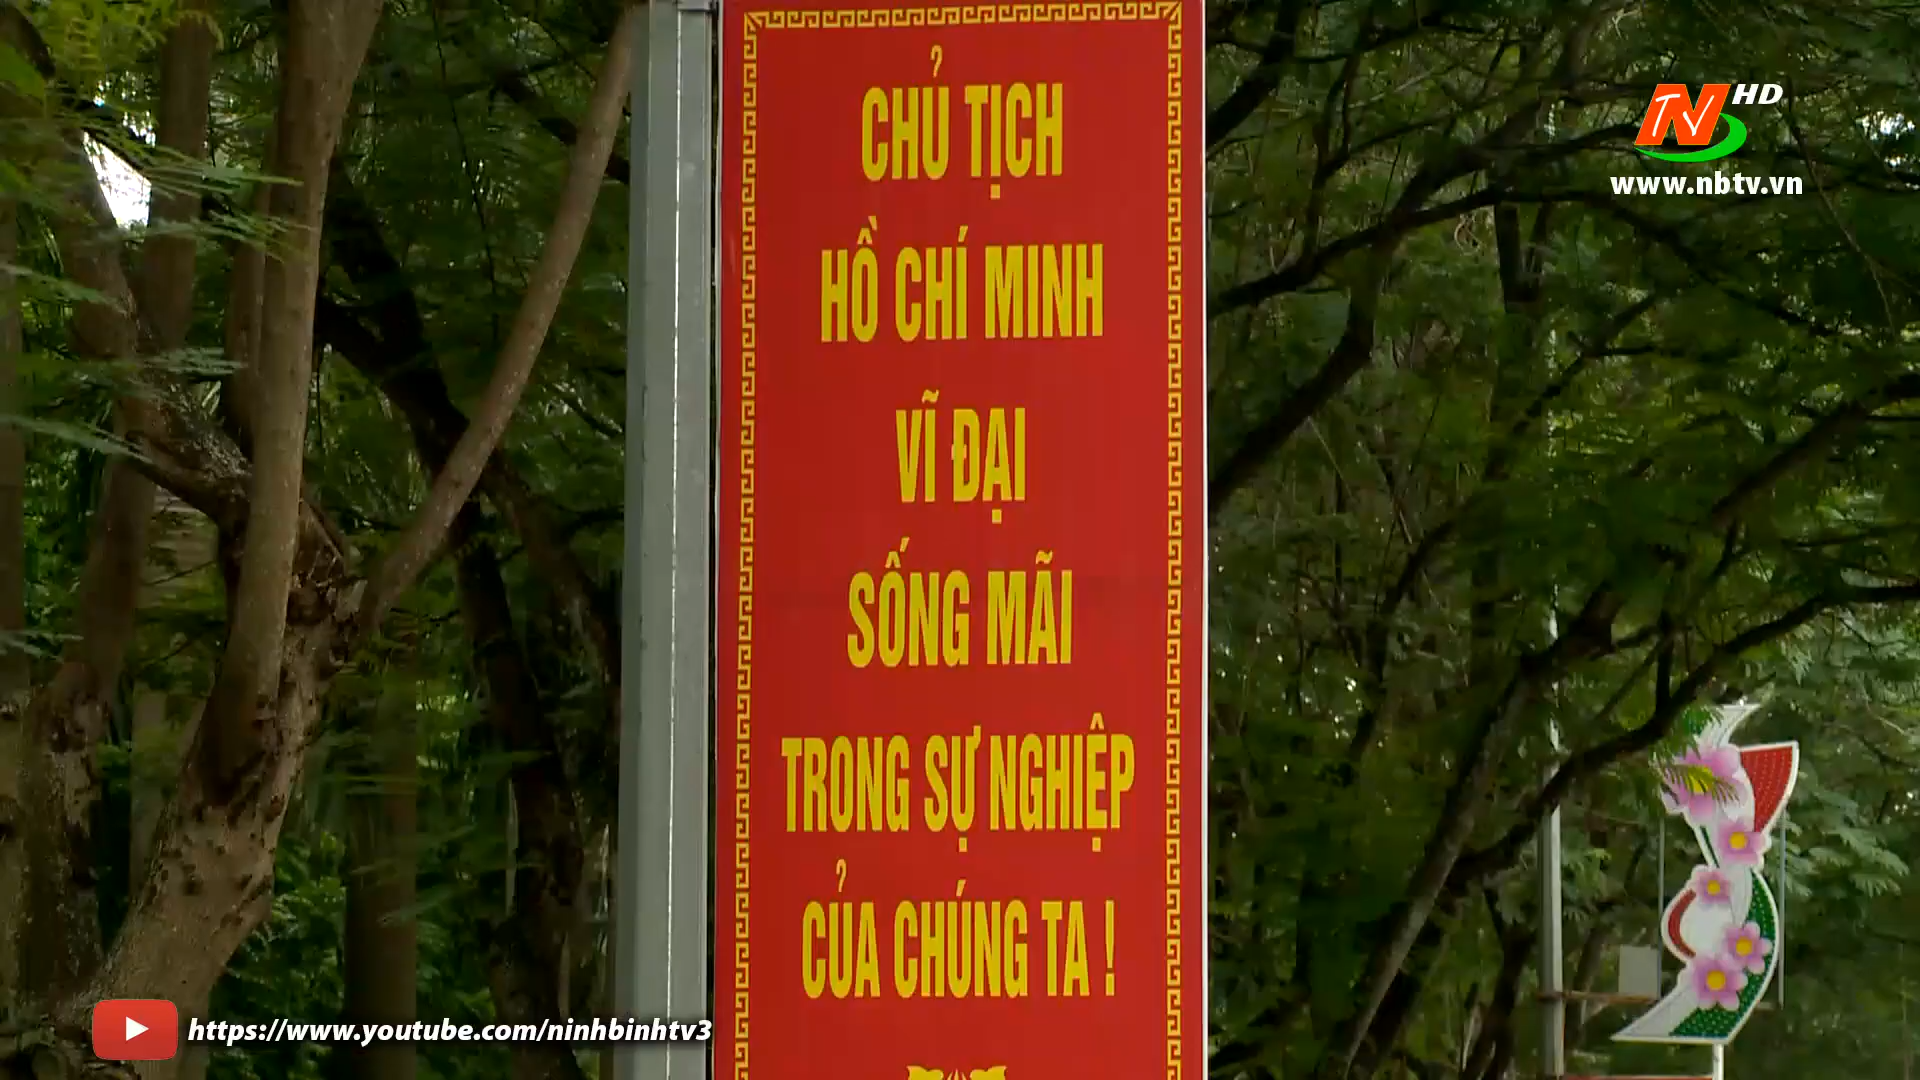 CHỦ TỊCH
HỒ CHÍ MINH
VĨ ĐẠI
SỐNG MÃI
TRONG SỰ NGHIỆP
CỦA CHÚNG TA !
TV HD
www.nbtv.vn
https://www.youtube.com/ninhbinhtv3